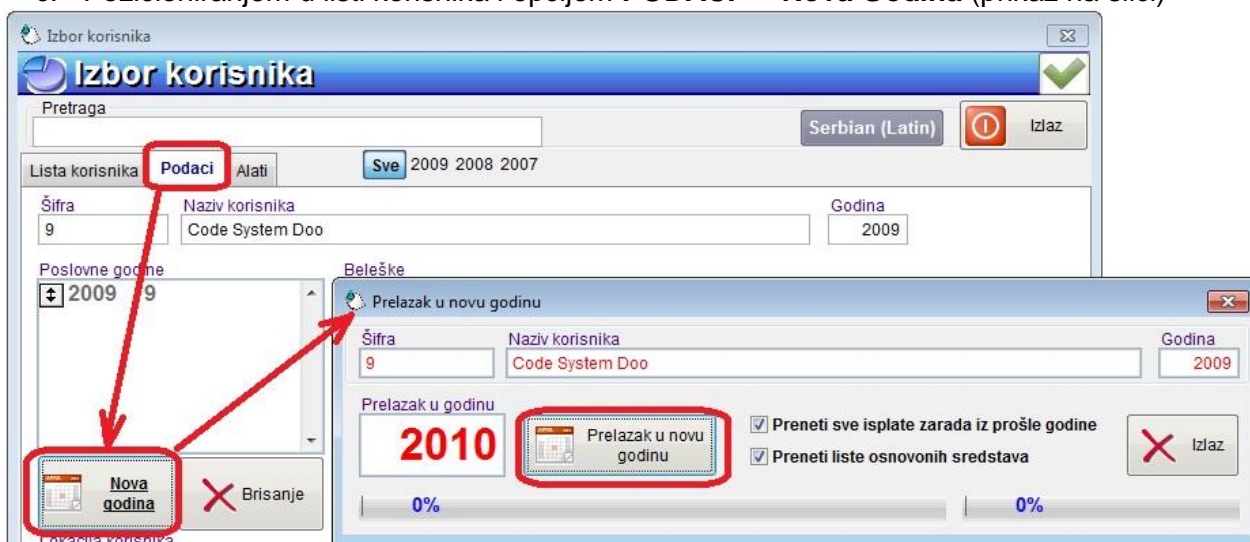 Izbor korisnika
Izbor korisnika
Pretraga
Serbian (Latin)
Izlaz
Lista korisnika Podaci Alati Sve 2009 2008 2007
Šifra Naziv korisnika Godina
9 Code System Doo 2009
Poslovne godine Beleške
2009 9
Prelazak u novu godinu
Šifra Naziv korisnika Godina
9 Code System Doo 2009
Prelazak u godinu
2010
Prelazak u novu
godinu
Preneti sve isplate zarada iz prošle godine
Preneti liste osnovonih sredstava
Izlaz
0% 0%
Nova
godina
Brisanje